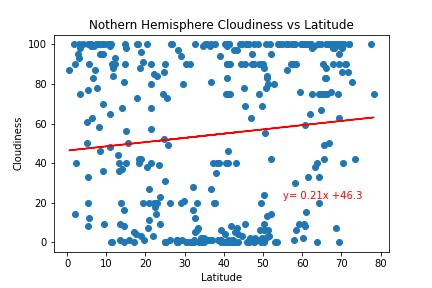 Nothern Hemisphere Cloudiness vs Latitude
100
80
60
40
20
0
Cloudiness
y= 0.21x +46.3
0 10 20 30 40 50 60 70 80
Latitude